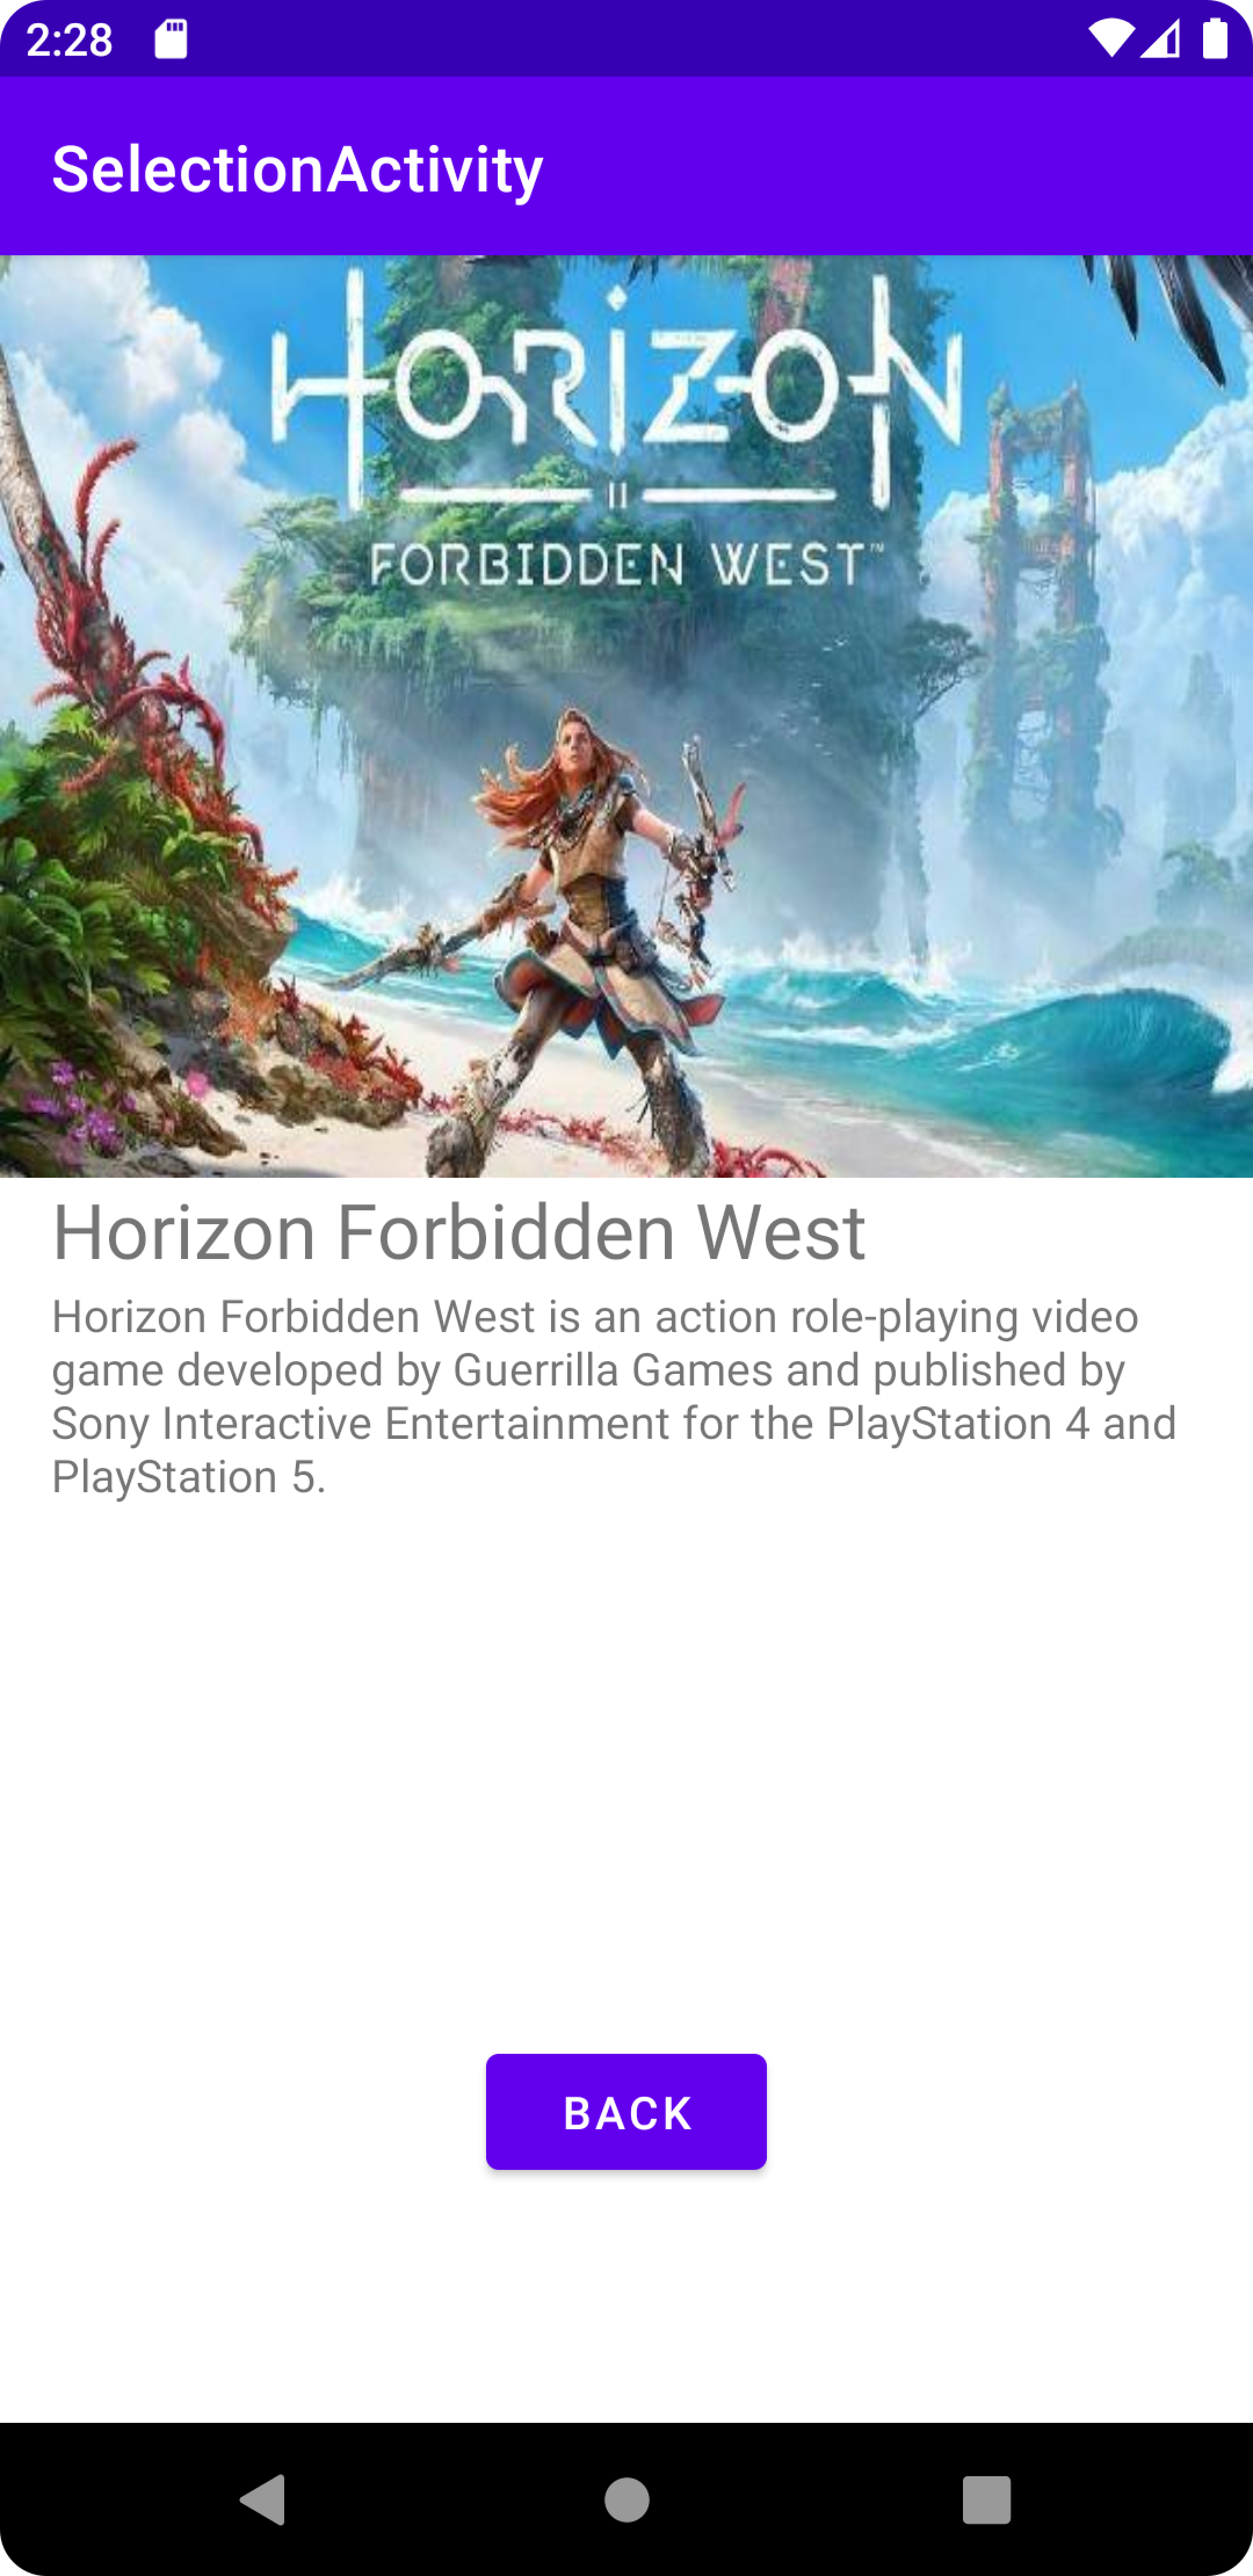 2:28
SelectionActivity
HORIZON
II
FORBIDDEN WEST™
Horizon Forbidden West
Horizon Forbidden West is an action role-playing video
game developed by Guerrilla Games and published by
Sony Interactive Entertainment for the PlayStation 4 and
PlayStation 5.
BACK